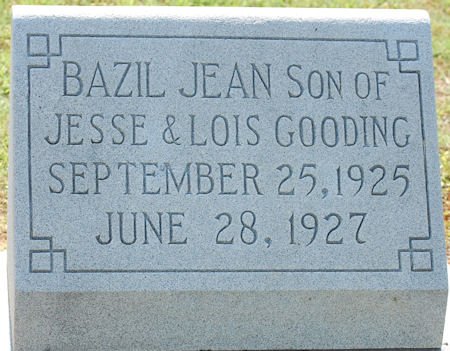 BAZIL JEAN SON OF
JESSE & LOIS GOODING
SEPTEMBER 25, 1925
JUNE 28, 1927